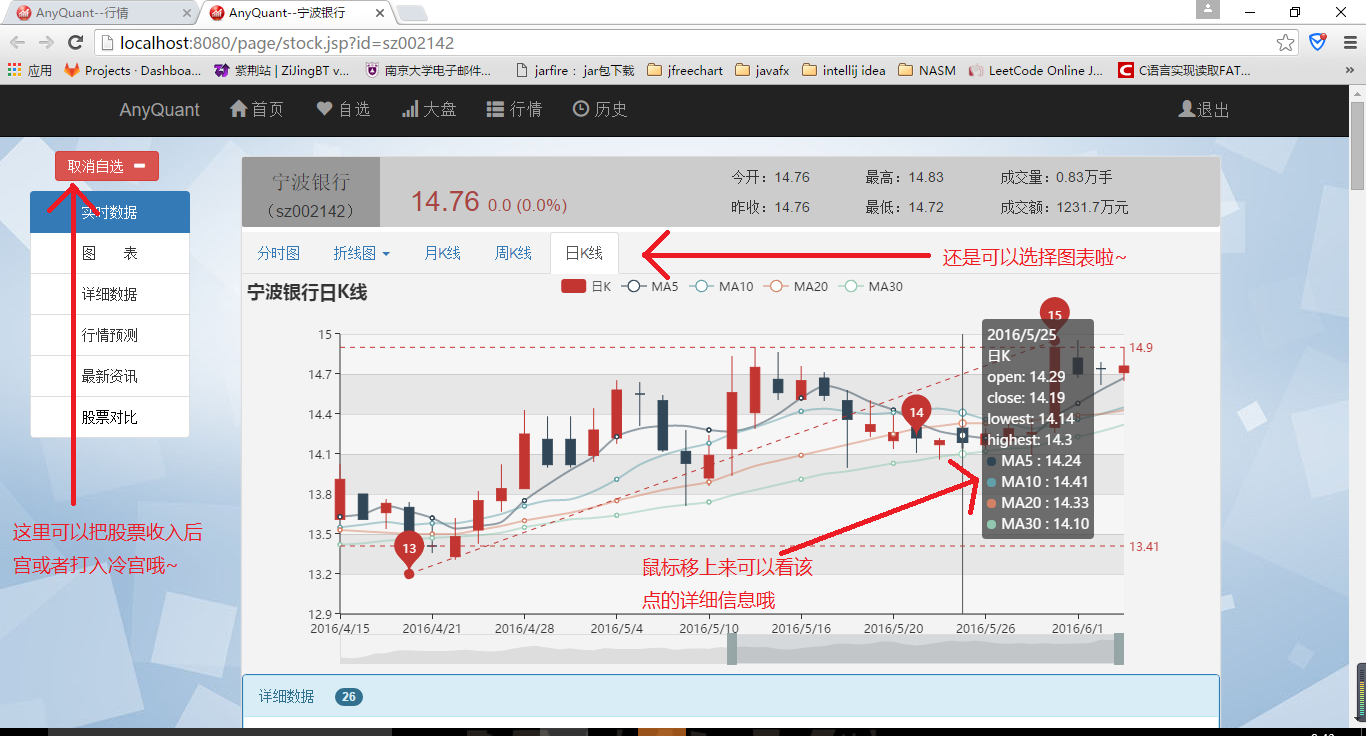 AnyQuant--行情
AnyQuant--宁波银行
localhost:8080/page/stock.jsp?id=sz002142
应用
Projects · Dashboa...
紫荆站 | ZiJingBT v...
南京大学电子邮件...
jarfire： jar包下载
jfreechart
javafx
intellij idea
NASM
LeetCode Online J...
C语言实现读取FAT...
»
AnyQuant 首页 自选 大盘 行情 历史 退出
取消自选
实时数据
图 表
详细数据
行情预测
最新资讯
股票对比
这里可以把股票收入后
宫或者打入冷宫哦~
宁波银行
（sz002142）
14.76 0.0 (0.0%)
今开：14.76 最高：14.83 成交量：0.83万手
昨收：14.76 最低：14.72 成交额：1231.7万元
分时图 折线图 月K线 周K线 日K线
还是可以选择图表啦~
宁波银行日K线
日K MA5 MA10 MA20 MA30
15
14.7
14.4
14.1
13.8
13.5
13.2
12.9
13
14
15
14.9
13.41
2016/5/25
日K
open: 14.29
close: 14.19
lowest: 14.14
highest: 14.3
MA5 : 14.24
MA10 : 14.41
MA20 : 14.33
MA30 : 14.10
鼠标移上来可以看该
点的详细信息哦
2016/4/15 2016/4/21 2016/4/28 2016/5/4 2016/5/10 2016/5/16 2016/5/20 2016/5/26 2016/6/1
详细数据 26